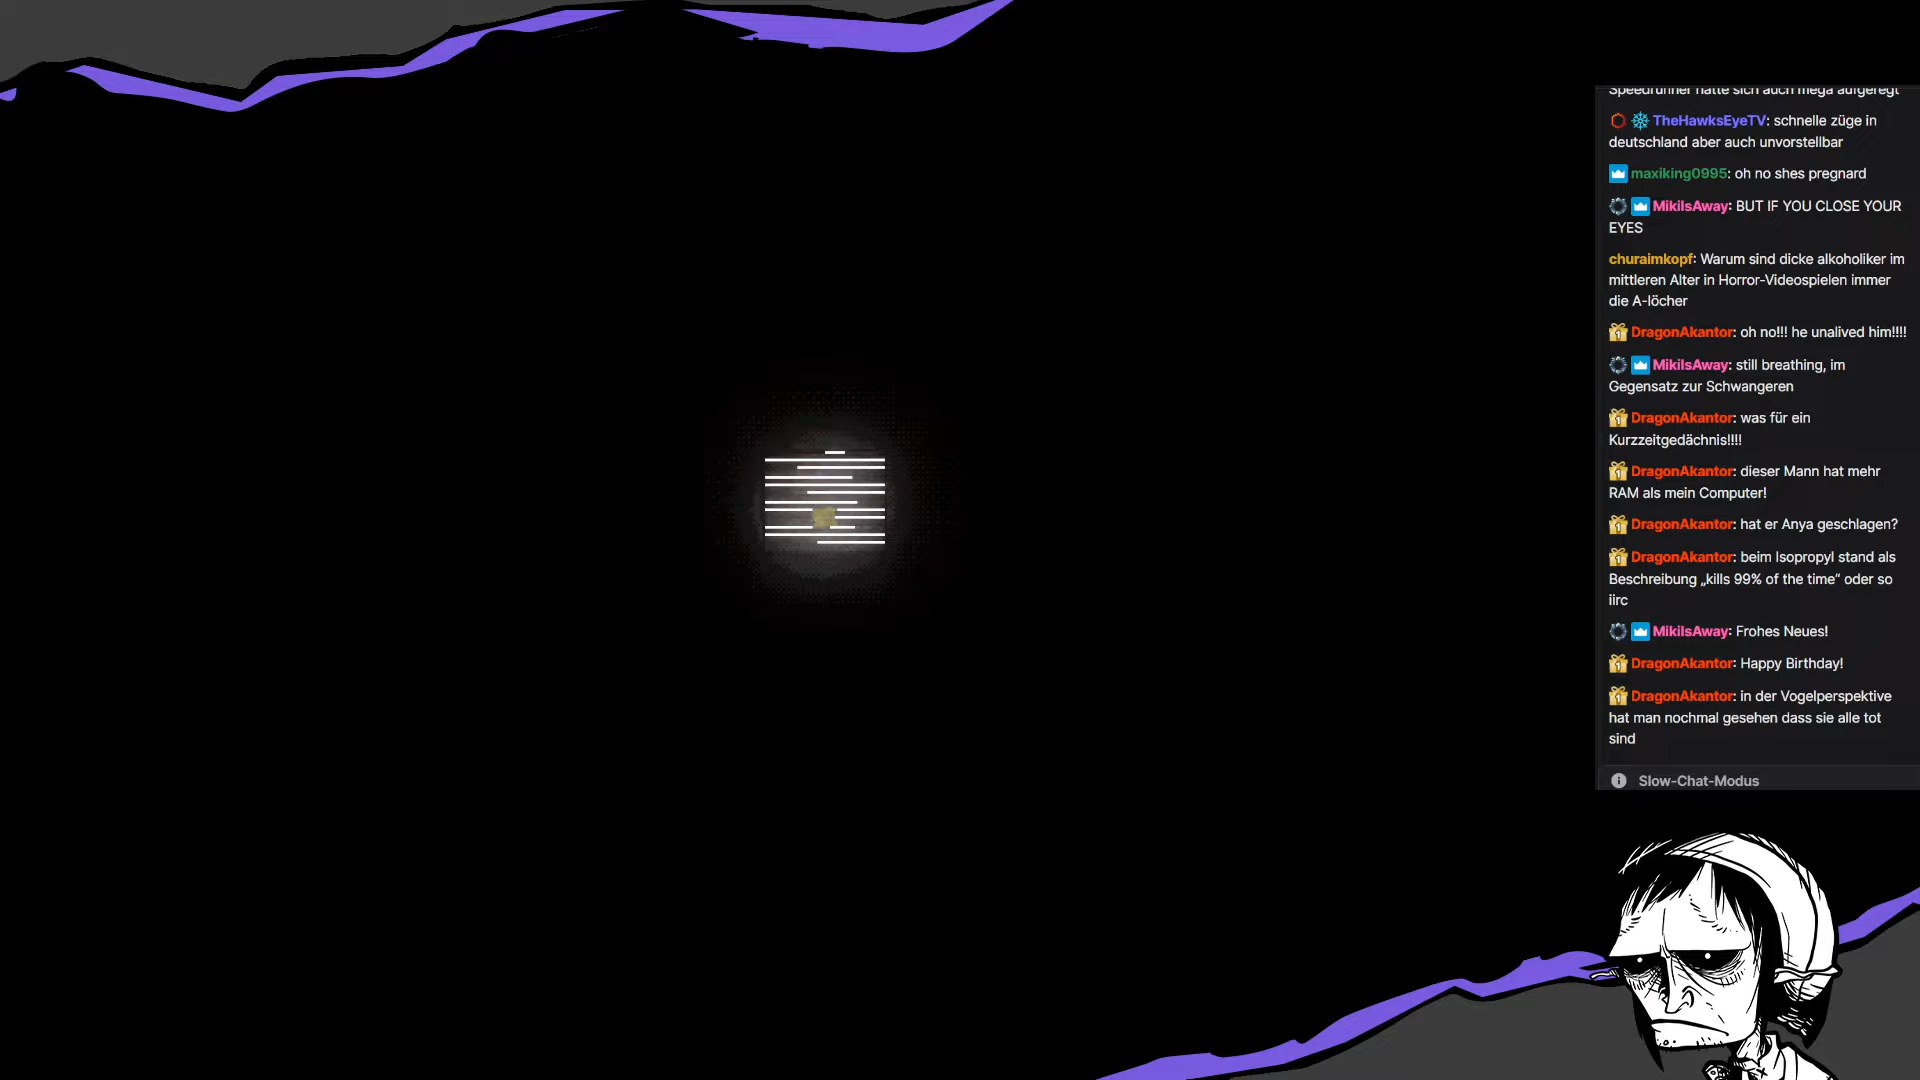 Speedrunner hatte sich auch mega aufgeregt
TheHawksEyeTV: schnelle züge in
deutschland aber auch unvorstellbar
maxiking0995: oh no shes pregnard
MikiIsAway: BUT IF YOU CLOSE YOUR
EYES
churaimkopf: Warum sind dicke alkoholiker im
mittleren Alter in Horror-Videospielen immer
die A-löcher
DragonAkantor: oh no!!! he unalived him!!!!
MikiIsAway: still breathing, im
Gegensatz zur Schwangeren
DragonAkantor: was für ein
Kurzzeitgedächnis!!!!
DragonAkantor: dieser Mann hat mehr
RAM als mein Computer!
DragonAkantor: hat er Anya geschlagen?
DragonAkantor: beim Isopropyl stand als
Beschreibung „kills 99% of the time“ oder so
iirc
MikiIsAway: Frohes Neues!
DragonAkantor: Happy Birthday!
DragonAkantor: in der Vogelperspektive
hat man nochmal gesehen dass sie alle tot
sind
Slow-Chat-Modus